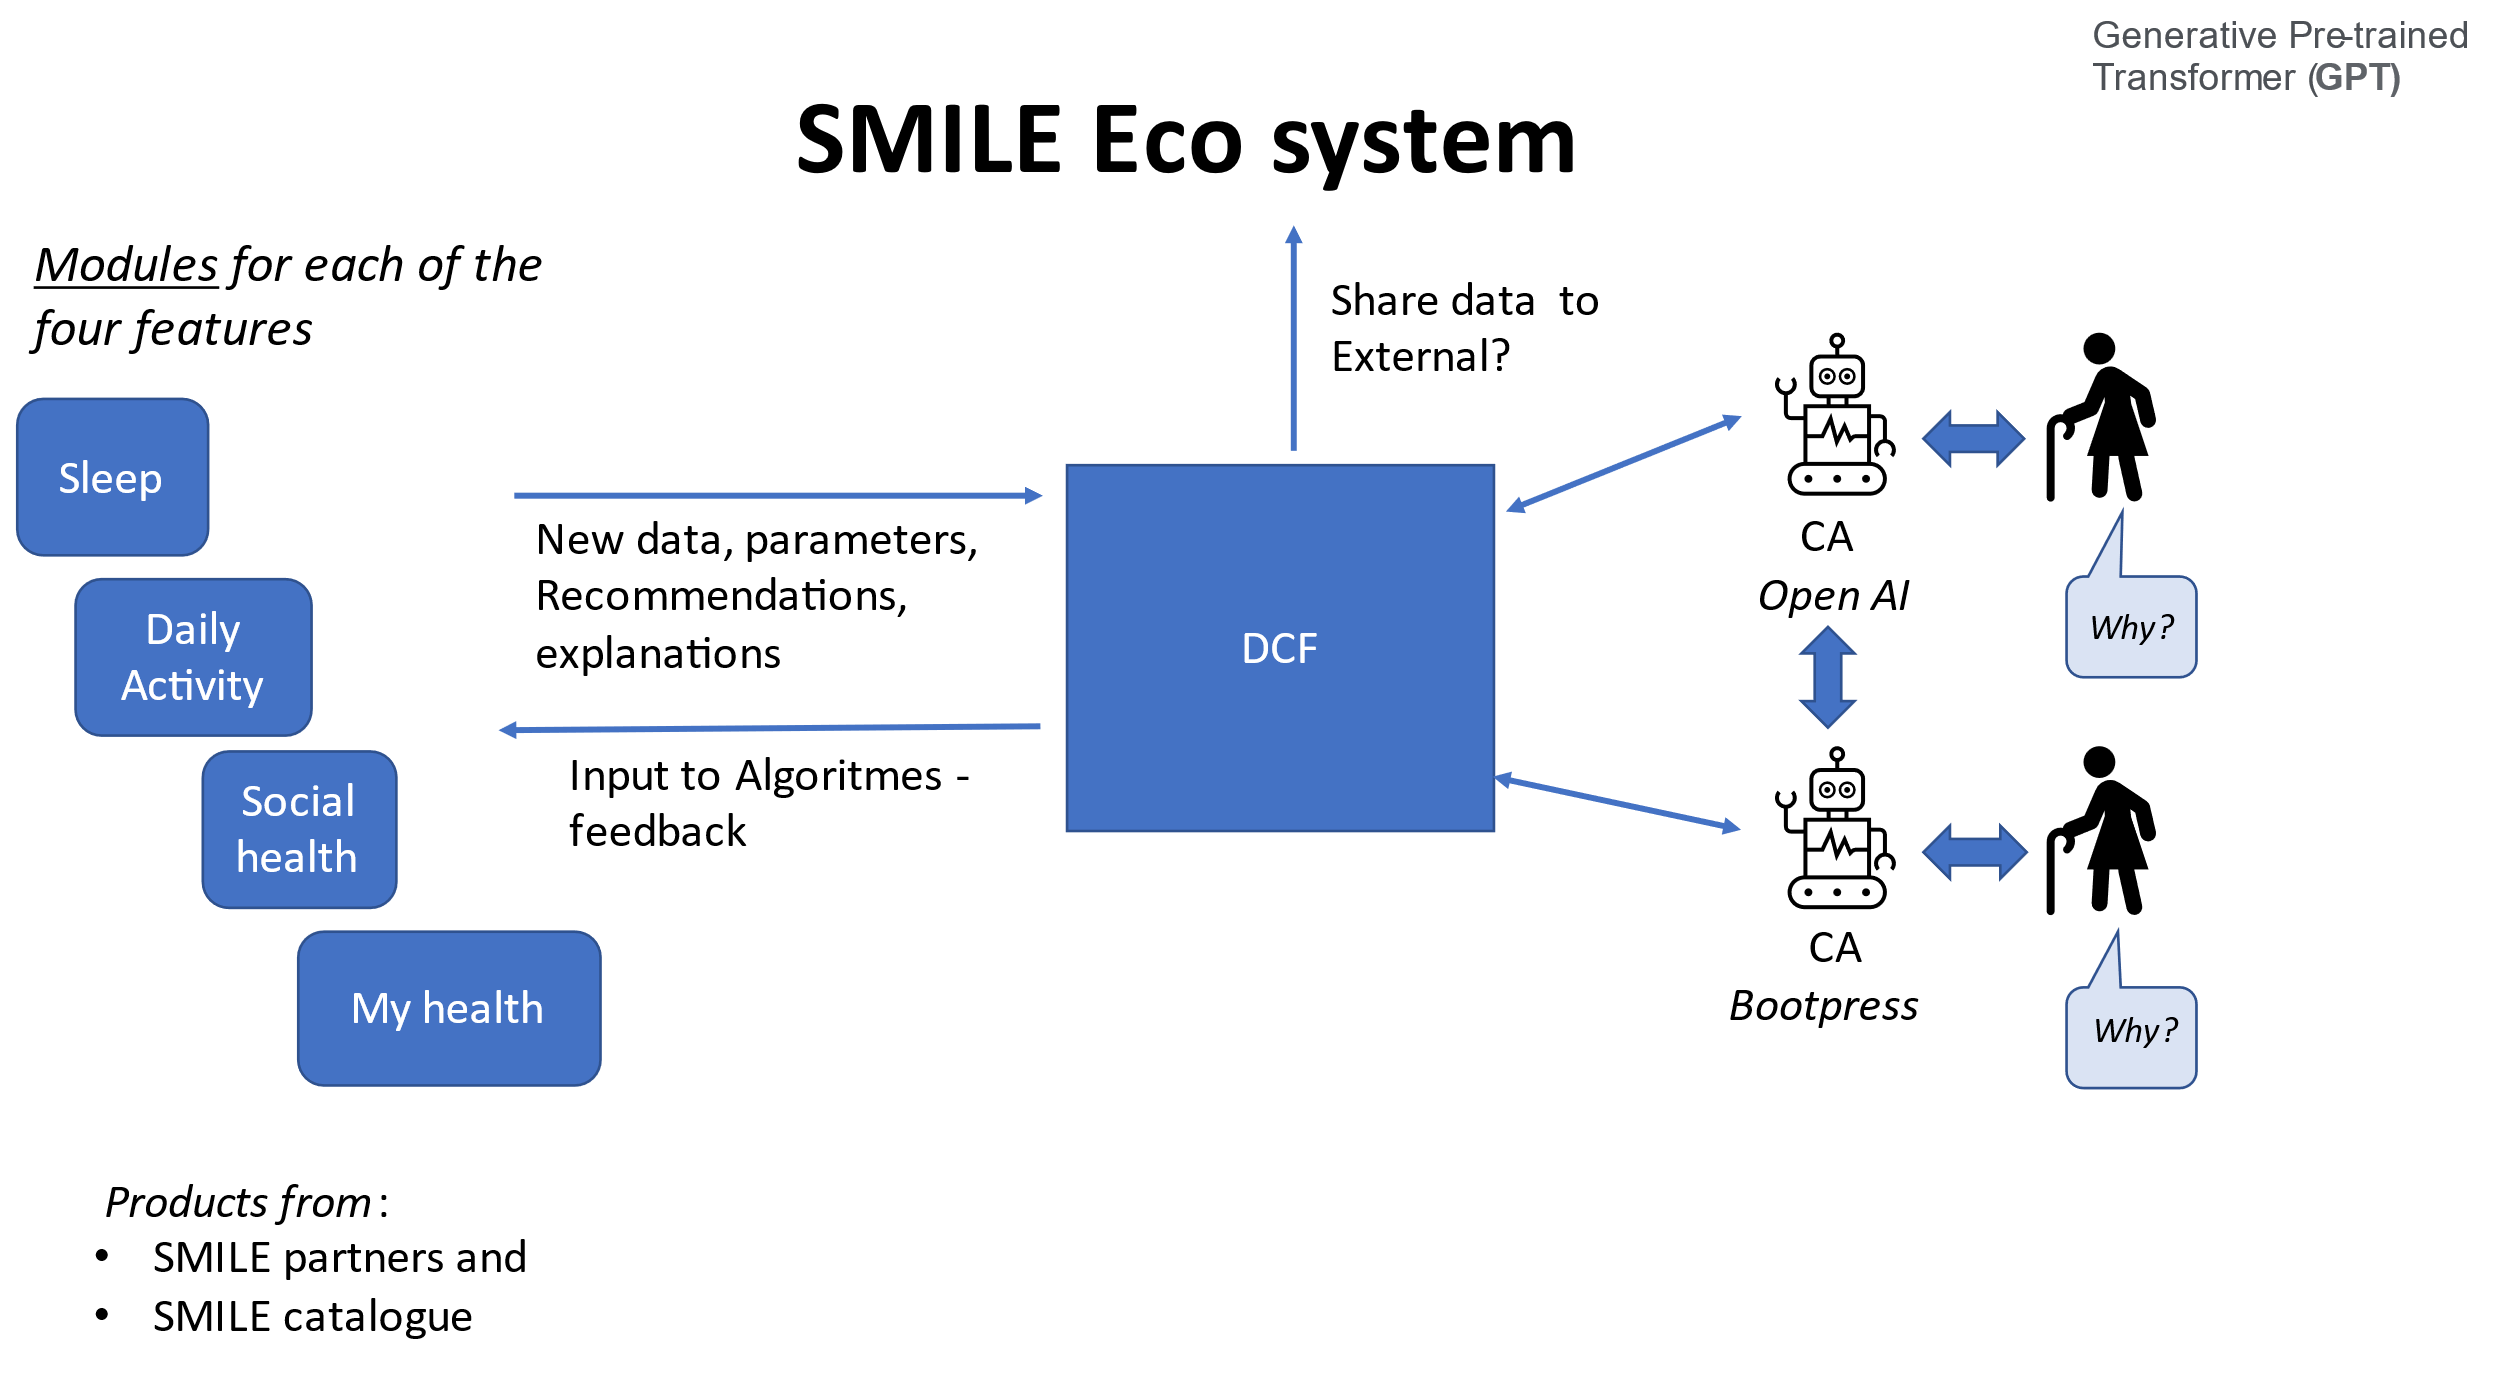 Generative Pre-trained
Transformer (GPT)
SMILE Eco system
Modules for each of the
four features
Share data to
External?
Sleep
New data, parameters,
Recommendations,
explanations
Daily
Activity
DCF
CA
Open AI
Why?
Social
health
Input to Algoritmes -
feedback
My health
CA
Bootpress
Why?
Products from:
• SMILE partners and
• SMILE catalogue